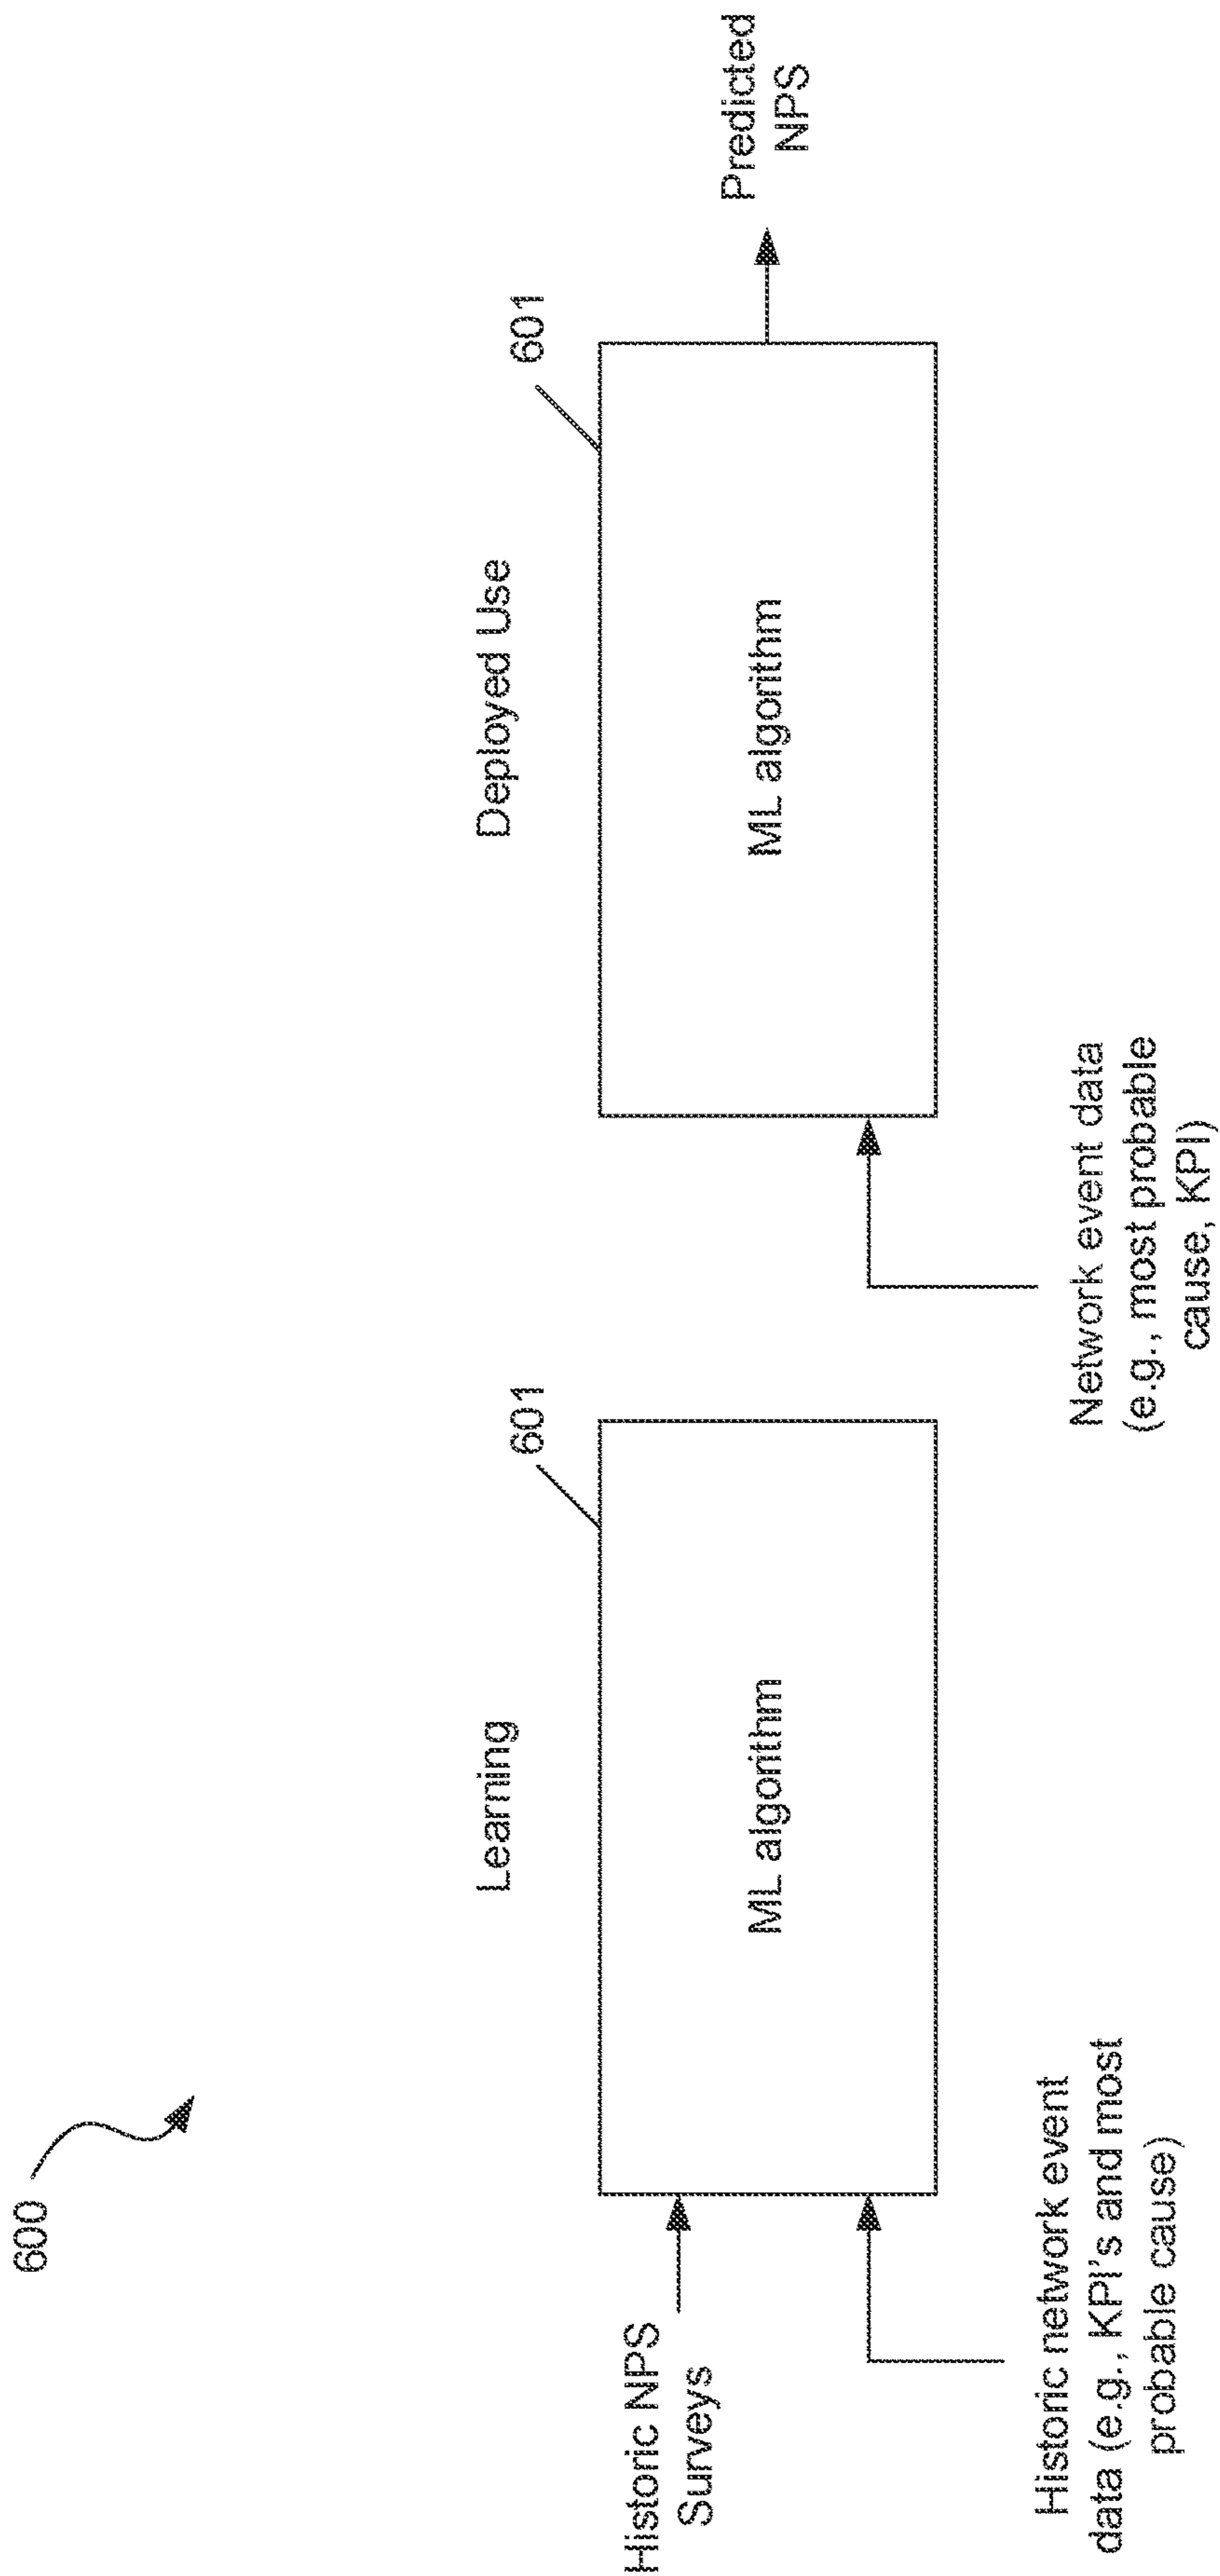 600
Learning
601
ML algorithm
Historic NPS
Surveys
Historic network event
data (e.g., KPI's and most
probable cause)
Deployed Use
601
ML algorithm
Network event data
(e.g., most probable
cause, KPI)
Predicted
NPS